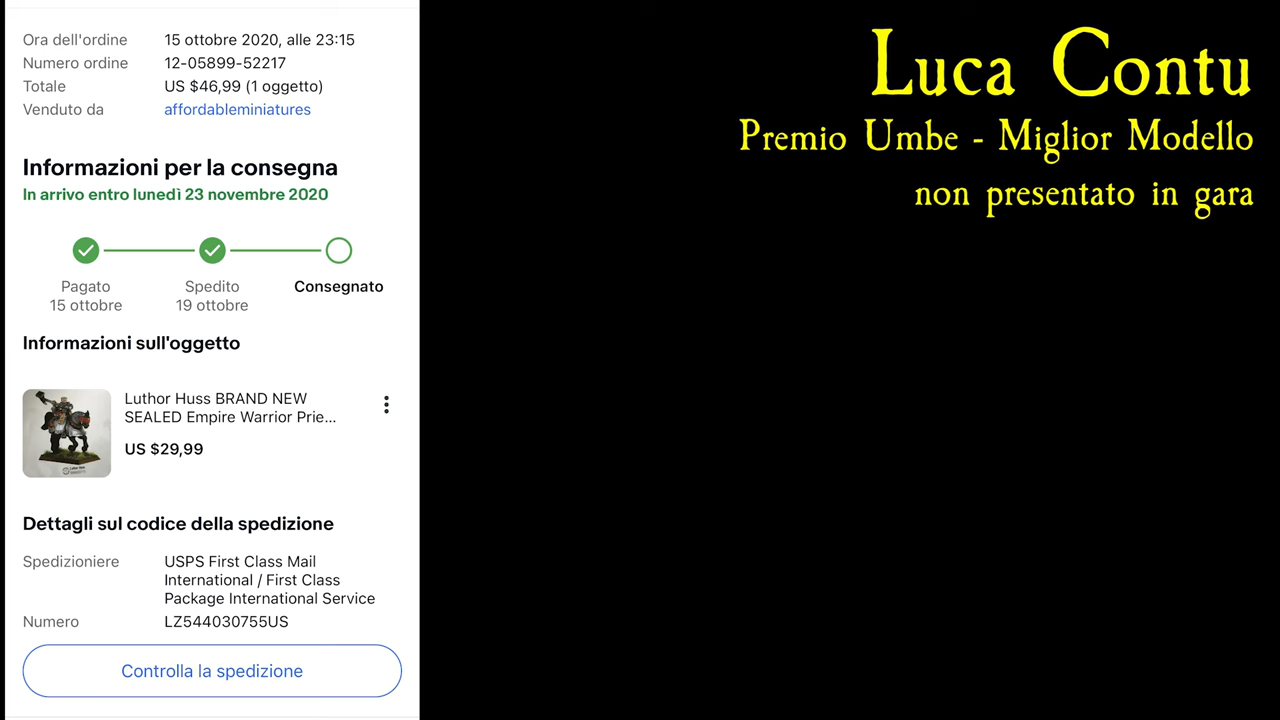 Ora dell'ordine 15 ottobre 2020, alle 23:15
Numero ordine 12-05899-52217
Totale US $46,99 (1 oggetto)
Venduto da affordableminiatures
Informazioni per la consegna
In arrivo entro lunedì 23 novembre 2020
Pagato Spedito Consegnato
15 ottobre 19 ottobre
Informazioni sull'oggetto
Luthor Huss BRAND NEW
SEALED Empire Warrior Prie...
US $29,99
Dettagli sul codice della spedizione
Spedizioniere USPS First Class Mail
International / First Class
Package International Service
Numero LZ544030755US
Controlla la spedizione
Luca Contu
Premio Umbe - Miglior Modello
non presentato in gara